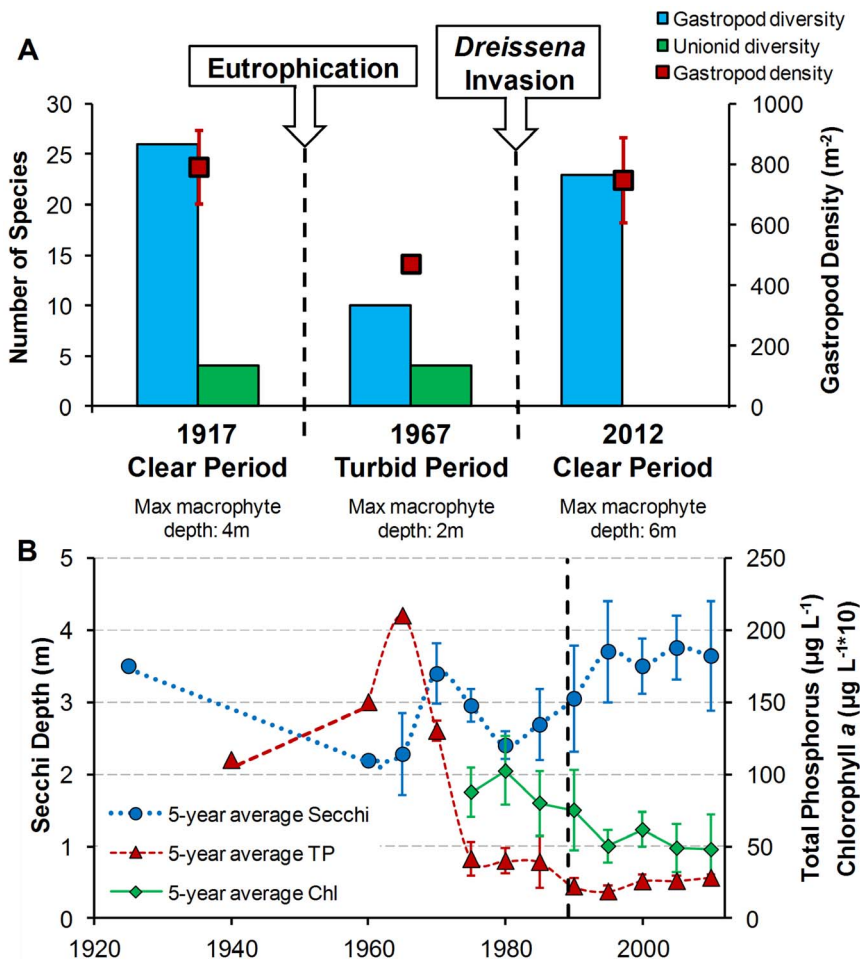 Gastropod diversity
Unionid diversity
Gastropod density
A
Eutrophication
Dreissena
Invasion
30
25
20
15
10
5
0
Number of Species
1000
800
600
400
200
0
Gastropod Density (m-2)
1917
Clear Period
1967
Turbid Period
2012
Clear Period
Max macrophyte
depth: 4m
Max macrophyte
depth: 2m
Max macrophyte
depth: 6m
B
5
4
3
2
1
0
Secchi Depth (m)
250
200
150
100
50
0
Total Phosphorus (µg L-1)
Chlorophyll a (µg L-1*10)
5-year average Secchi
5-year average TP
5-year average Chl
1920
1940
1960
1980
2000